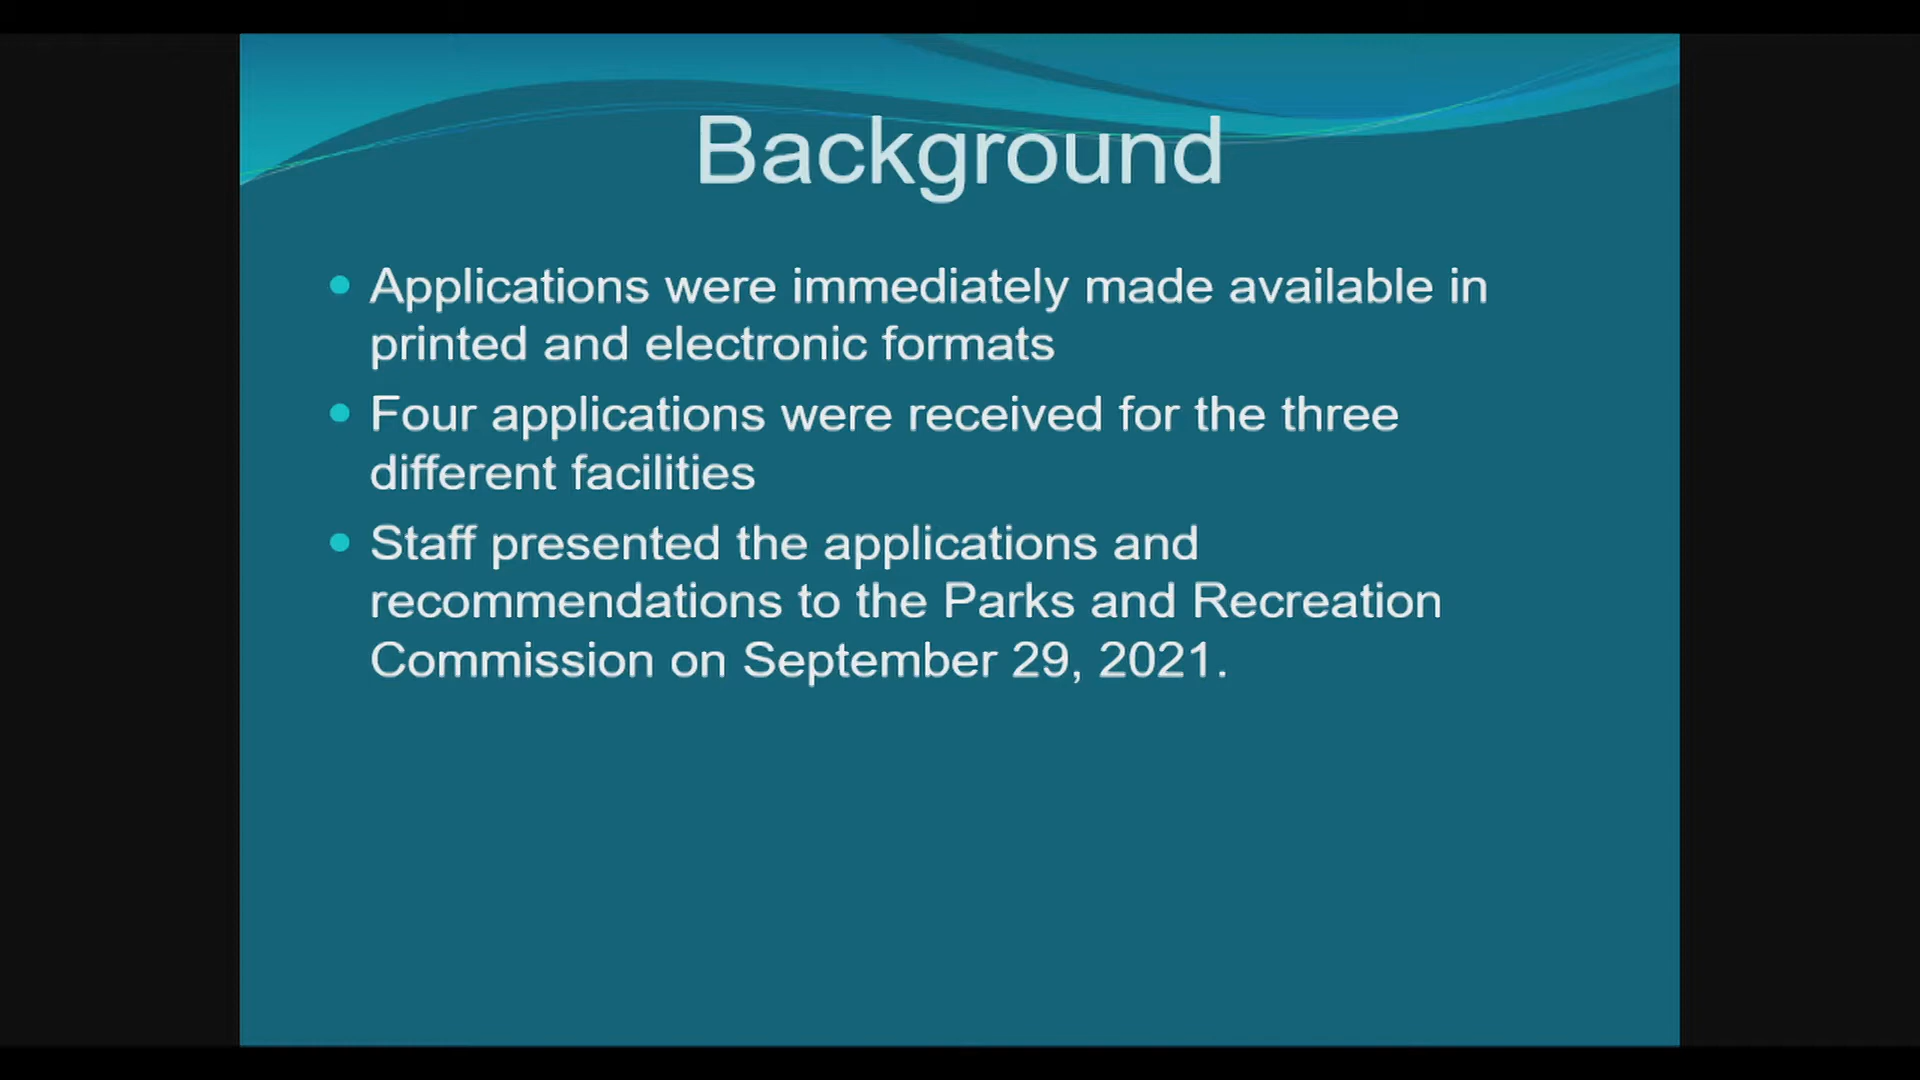 Background
Applications were immediately made available in
printed and electronic formats
Four applications were received for the three
different facilities
Staff presented the applications and
recommendations to the Parks and Recreation
Commission on September 29, 2021.